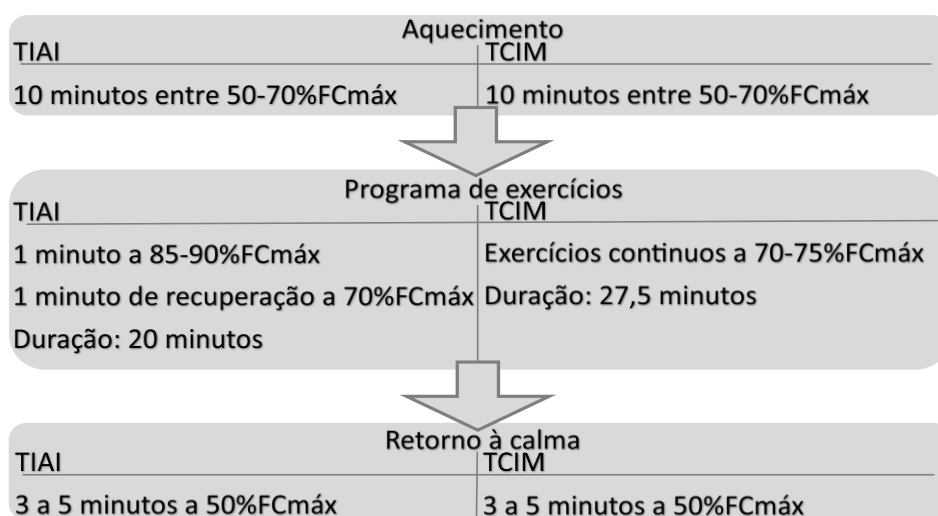 Aquecimento
TIAI
TCIM
10 minutos entre 50-70%FCmáx
10 minutos entre 50-70%FCmáx
Programa de exercícios
TIAI
TCIM
1 minuto a 85-90%FCmáx
Exercícios continuos a 70-75%FCmáx
1 minuto de recuperação a 70%FCmáx
Duração: 27,5 minutos
Duração: 20 minutos
Retorno à calma
TIAI
TCIM
3 a 5 minutos a 50%FCmáx
3 a 5 minutos a 50%FCmáx